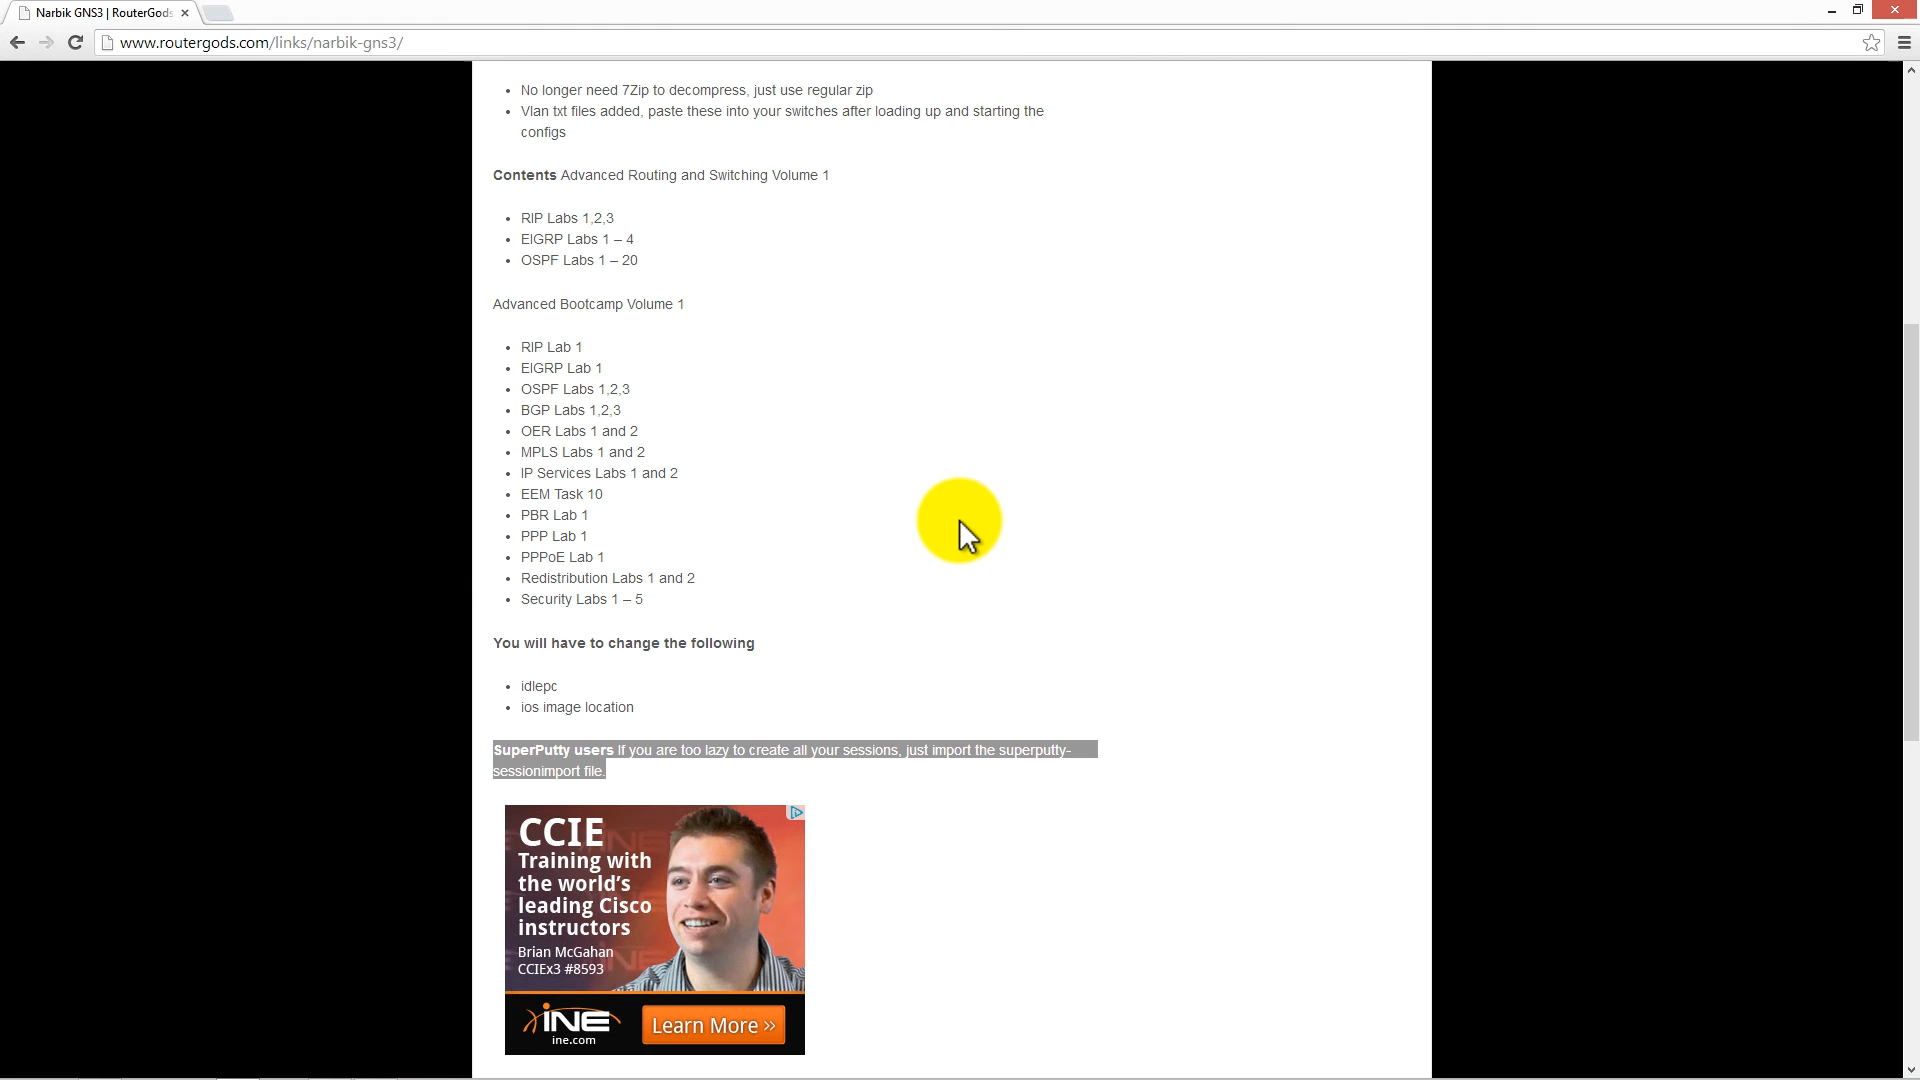 Narbik GNS3 | RouterGods
www.routergods.com/links/narbik-gns3/
No longer need 7Zip to decompress, just use regular zip
Vlan txt files added, paste these into your switches after loading up and starting the
configs
Contents Advanced Routing and Switching Volume 1
RIP Labs 1,2,3
EIGRP Labs 1 – 4
OSPF Labs 1 – 20
Advanced Bootcamp Volume 1
RIP Lab 1
EIGRP Lab 1
OSPF Labs 1,2,3
BGP Labs 1,2,3
OER Labs 1 and 2
MPLS Labs 1 and 2
IP Services Labs 1 and 2
EEM Task 10
PBR Lab 1
PPP Lab 1
PPPoE Lab 1
Redistribution Labs 1 and 2
Security Labs 1 – 5
You will have to change the following
idlepc
ios image location
SuperPutty users If you are too lazy to create all your sessions, just import the superputty-
sessionimport file.
CCIE
Training with
the world's
leading Cisco
instructors
Brian McGahan
CCIEx3 #8593
INE
ine.com
Learn More »